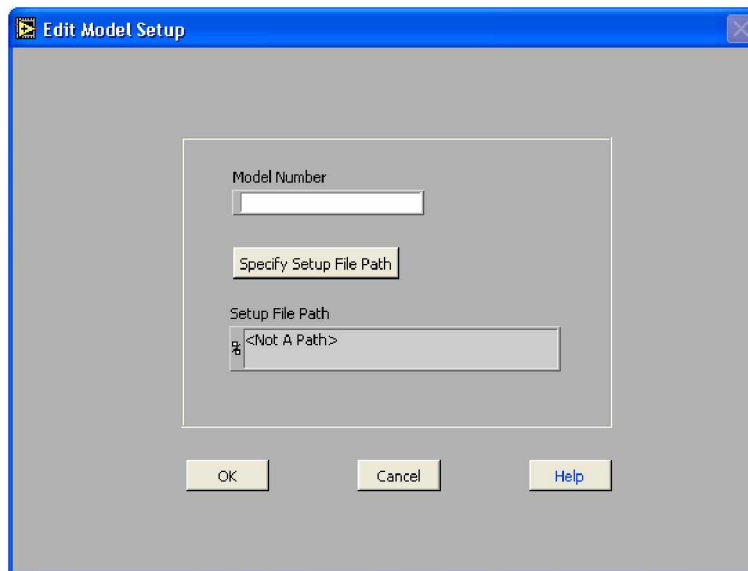 Edit Model Setup
Model Number
Specify Setup File Path
Setup File Path
<Not A Path>
OK Cancel Help